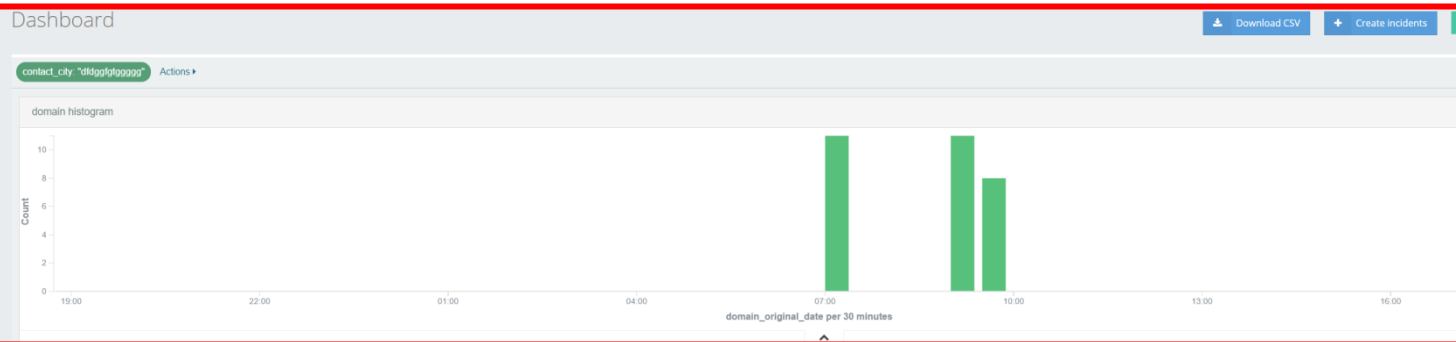 Dashboard
Download CSV
Create incidents
contact_city: "dfdggfgtggggg"
Actions
domain histogram
10
8
6
4
2
0
Count
19:00 22:00 01:00 04:00 07:00 10:00 13:00 16:00
domain_original_date per 30 minutes